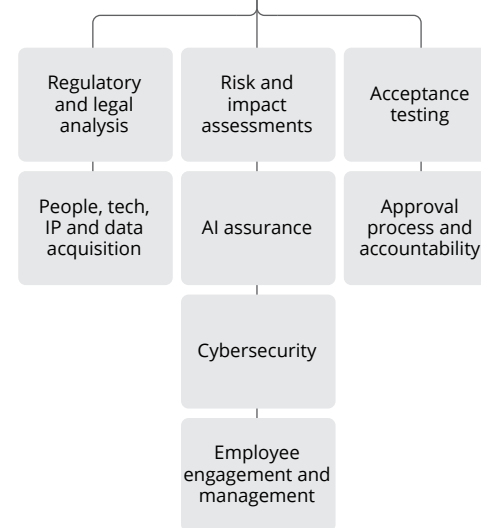 Regulatory
and legal
analysis
Risk and
impact
assessments
Acceptance
testing
People, tech,
IP and data
acquisition
AI assurance
Approval
process and
accountability
Cybersecurity
Employee
engagement and
management